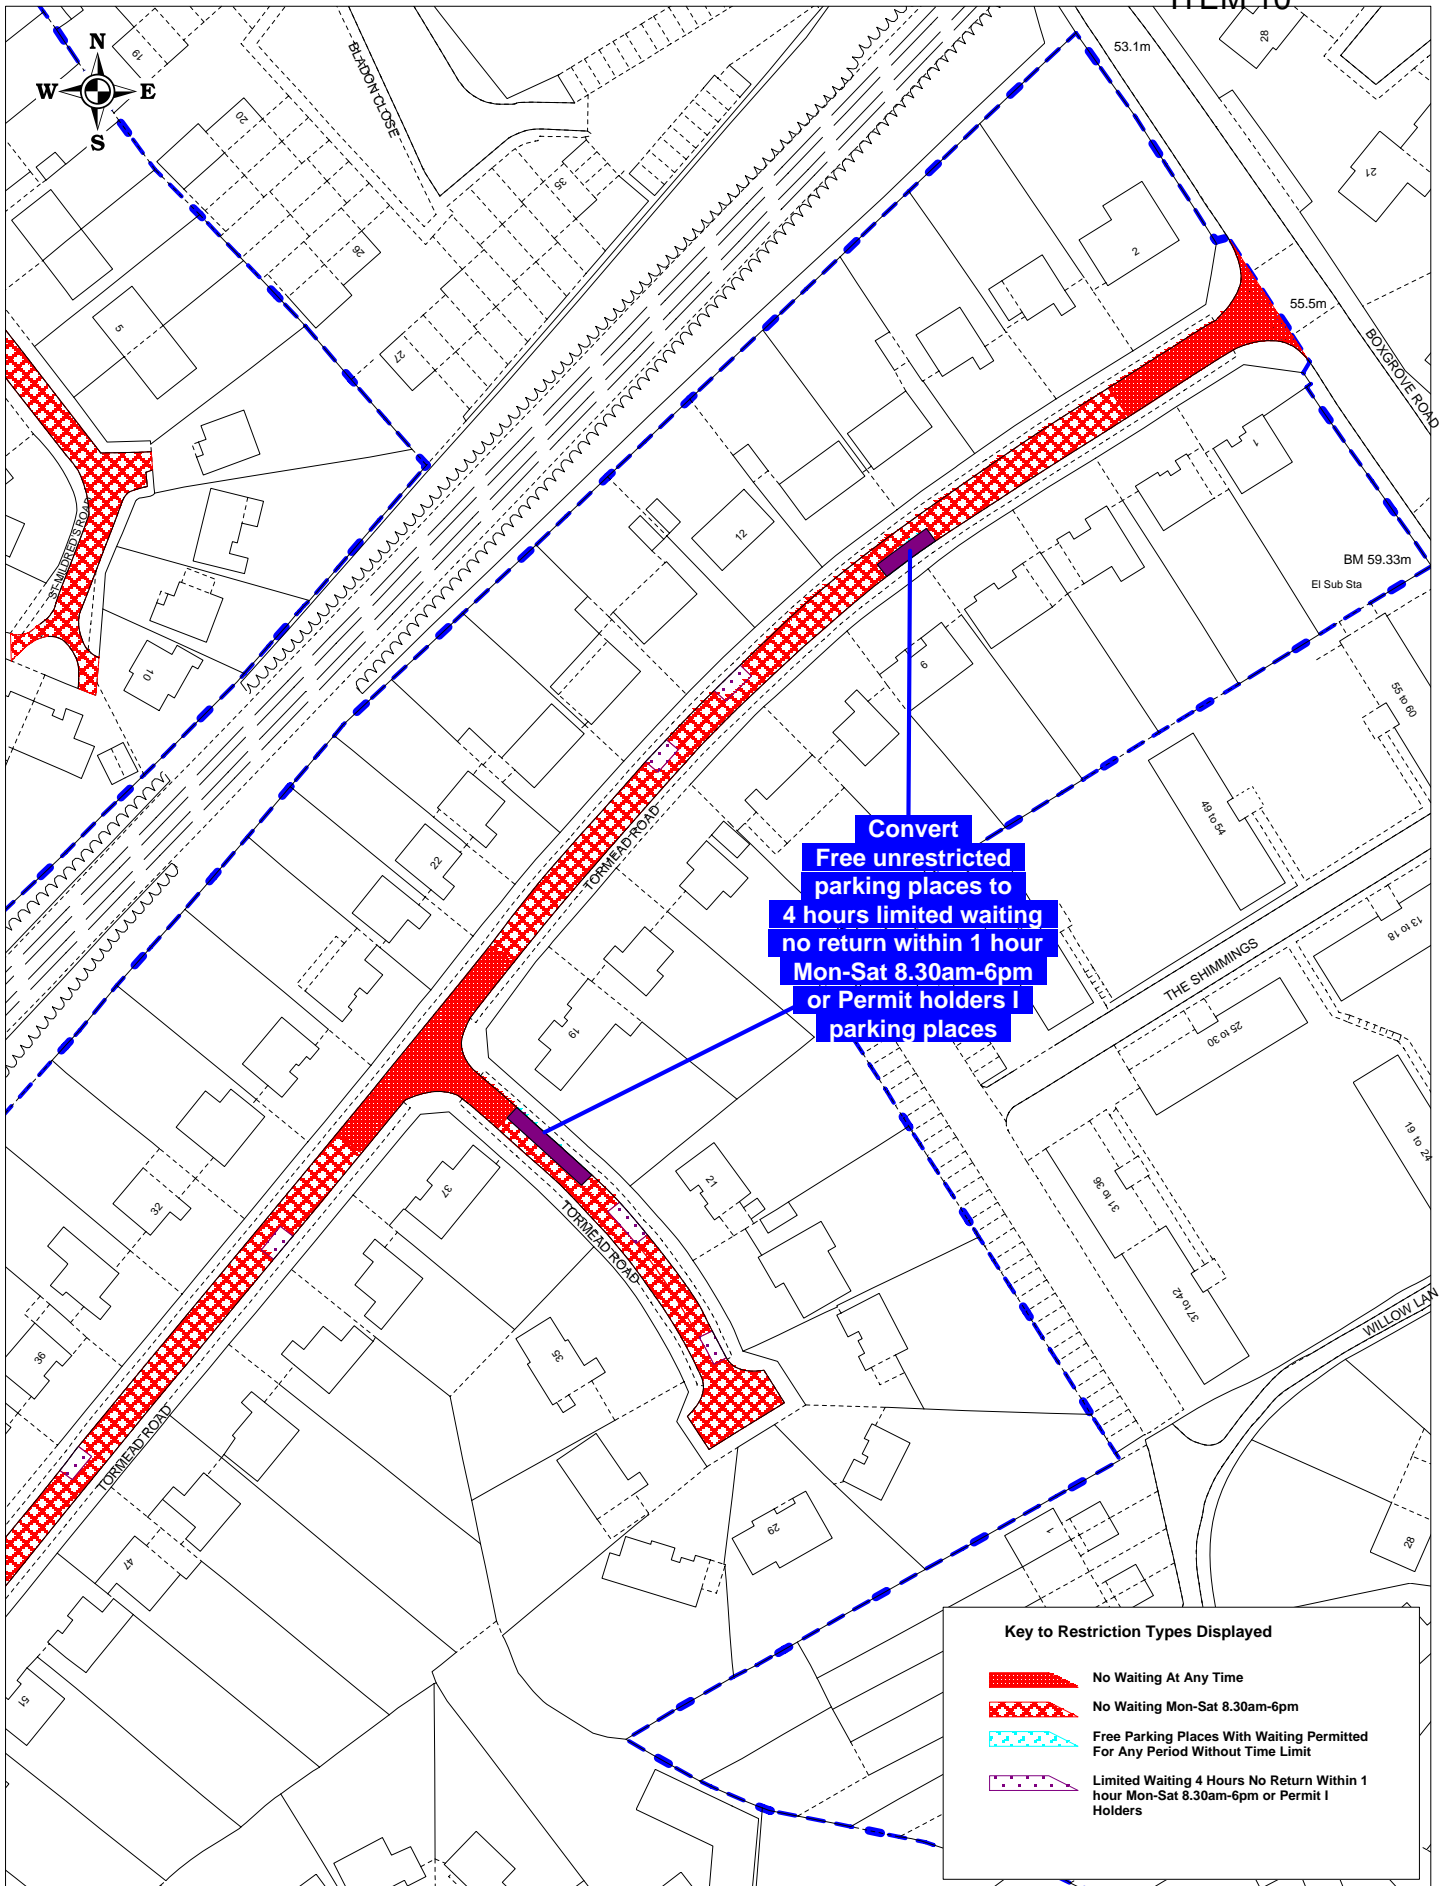 ITEM 10
N
W
E
S
19
20
BLADON CLOSE
28
53.1m
21
35
26
2
5
27
55.5m
BOXGROVE ROAD
1
12
BM 59.33m
El Sub Sta
ST MILDRED'S ROAD
10
9
55 to 60
49 to 54
TORMEAD ROAD
22
Convert
Free unrestricted
parking places to
4 hours limited waiting
no return within 1 hour
Mon-Sat 8.30am-6pm
or Permit holders I
parking places
13 to 18
THE SHIMMINGS
25 to 30
19
19 to 24
37
21
31 to 36
32
TORMEAD ROAD
37 to 42
WILLOW LAN
36
35
TORMEAD ROAD
29
1
28
47
51
Key to Restriction Types Displayed
No Waiting At Any Time
No Waiting Mon-Sat 8.30am-6pm
Free Parking Places With Waiting Permitted
For Any Period Without Time Limit
Limited Waiting 4 Hours No Return Within 1
hour Mon-Sat 8.30am-6pm or Permit I
Holders